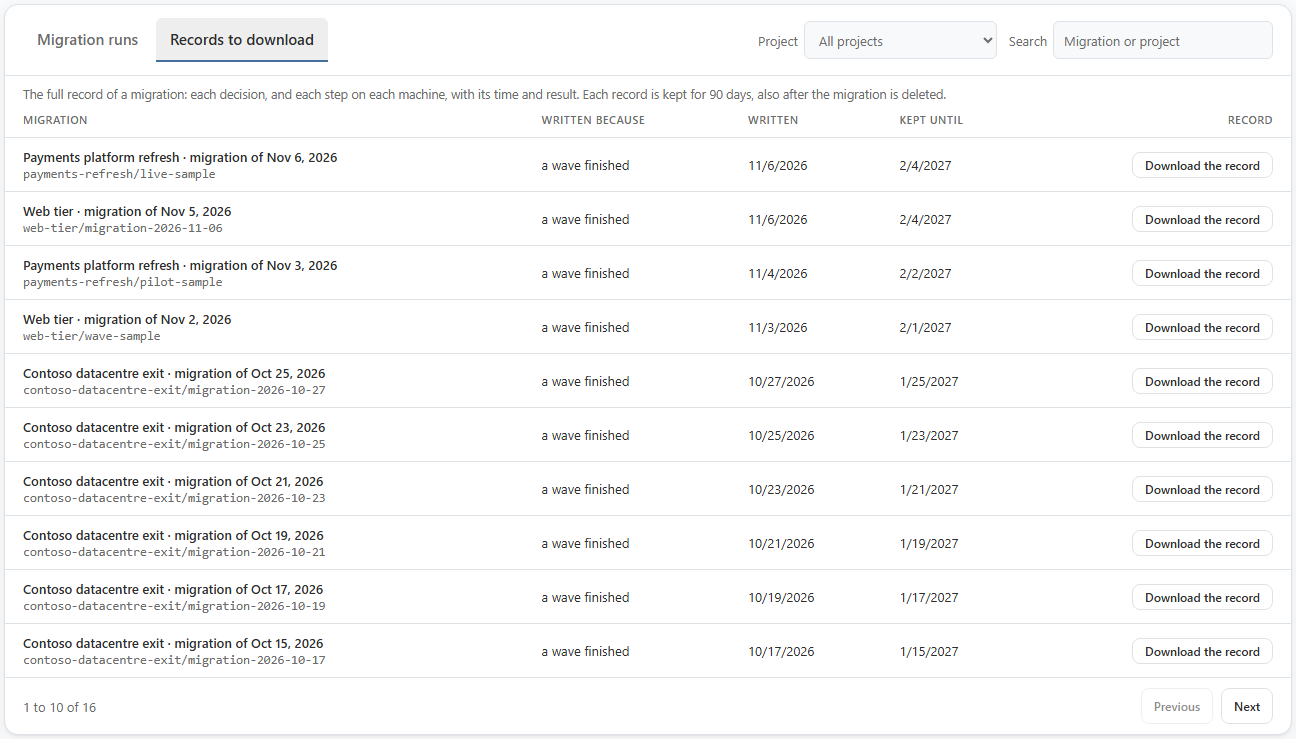 Migration runs
Records to download
Project
All projects
Search
Migration or project
The full record of a migration: each decision, and each step on each machine, with its time and result. Each record is kept for 90 days, also after the migration is deleted.
MIGRATION WRITTEN BECAUSE WRITTEN KEPT UNTIL RECORD
Payments platform refresh · migration of Nov 6, 2026
payments-refresh/live-sample
a wave finished 11/6/2026 2/4/2027 Download the record
Web tier · migration of Nov 5, 2026
web-tier/migration-2026-11-06
a wave finished 11/6/2026 2/4/2027 Download the record
Payments platform refresh · migration of Nov 3, 2026
payments-refresh/pilot-sample
a wave finished 11/4/2026 2/2/2027 Download the record
Web tier · migration of Nov 2, 2026
web-tier/wave-sample
a wave finished 11/3/2026 2/1/2027 Download the record
Contoso datacentre exit · migration of Oct 25, 2026
contoso-datacentre-exit/migration-2026-10-27
a wave finished 10/27/2026 1/25/2027 Download the record
Contoso datacentre exit · migration of Oct 23, 2026
contoso-datacentre-exit/migration-2026-10-25
a wave finished 10/25/2026 1/23/2027 Download the record
Contoso datacentre exit · migration of Oct 21, 2026
contoso-datacentre-exit/migration-2026-10-23
a wave finished 10/23/2026 1/21/2027 Download the record
Contoso datacentre exit · migration of Oct 19, 2026
contoso-datacentre-exit/migration-2026-10-21
a wave finished 10/21/2026 1/19/2027 Download the record
Contoso datacentre exit · migration of Oct 17, 2026
contoso-datacentre-exit/migration-2026-10-19
a wave finished 10/19/2026 1/17/2027 Download the record
Contoso datacentre exit · migration of Oct 15, 2026
contoso-datacentre-exit/migration-2026-10-17
a wave finished 10/17/2026 1/15/2027 Download the record
1 to 10 of 16
Previous
Next